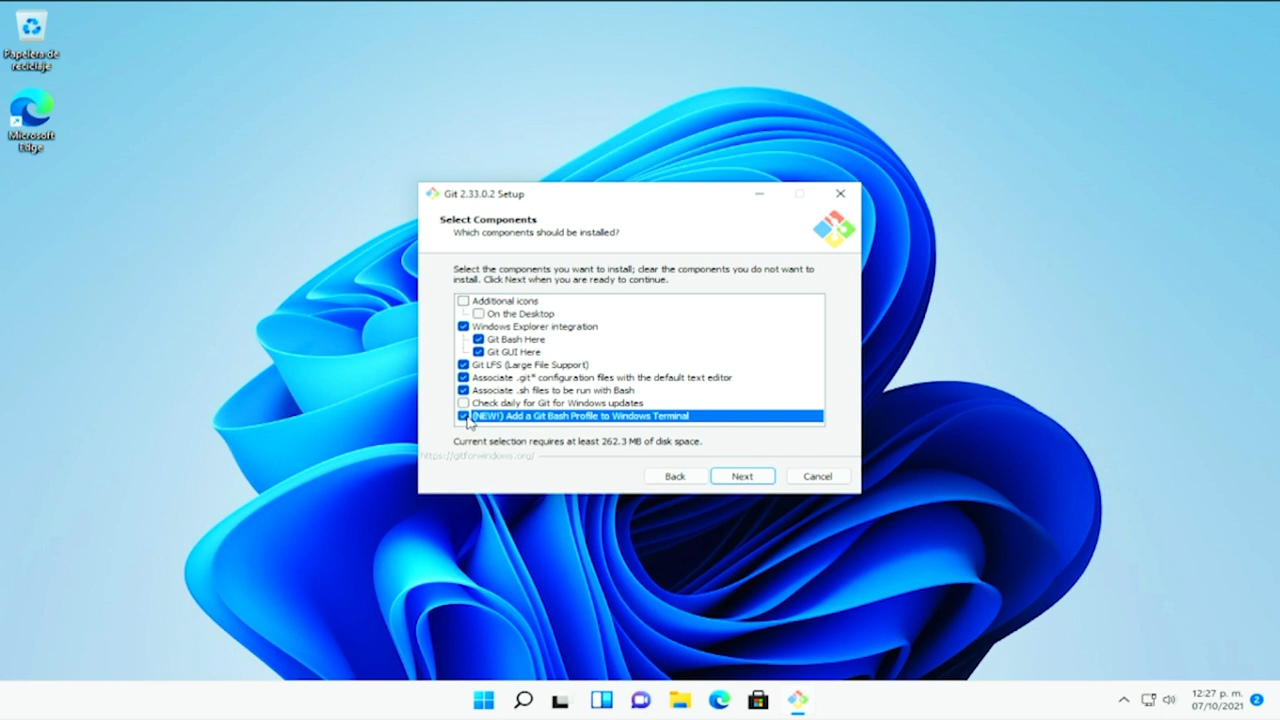 Papelera de
reciclaje
Microsoft
Edge
Git 2.33.0.2 Setup
Select Components
Which components should be installed?
Select the components you want to install; clear the components you do not want to
install. Click Next when you are ready to continue.
Additional icons
On the Desktop
Windows Explorer integration
Git Bash Here
Git GUI Here
Git LFS (Large File Support)
Associate .git* configuration files with the default text editor
Associate .sh files to be run with Bash
Check daily for Git for Windows updates
(NEW!) Add a Git Bash Profile to Windows Terminal
Current selection requires at least 262.3 MB of disk space.
https://gitforwindows.org/
Back
Next
Cancel
12:27 p. m.
07/10/2021
2